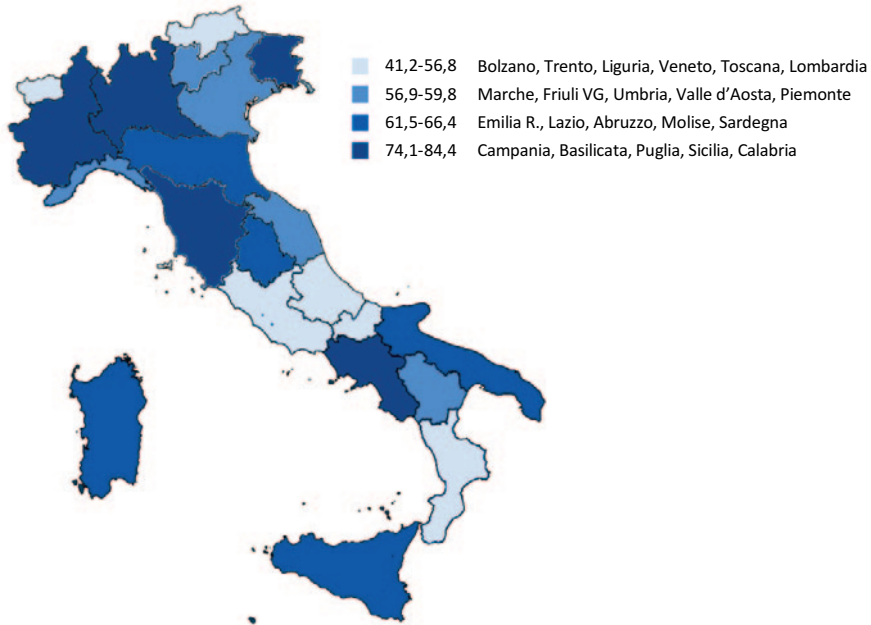 41,2-56,8 Bolzano, Trento, Liguria, Veneto, Toscana, Lombardia
56,9-59,8 Marche, Friuli VG, Umbria, Valle d’Aosta, Piemonte
61,5-66,4 Emilia R., Lazio, Abruzzo, Molise, Sardegna
74,1-84,4 Campania, Basilicata, Puglia, Sicilia, Calabria